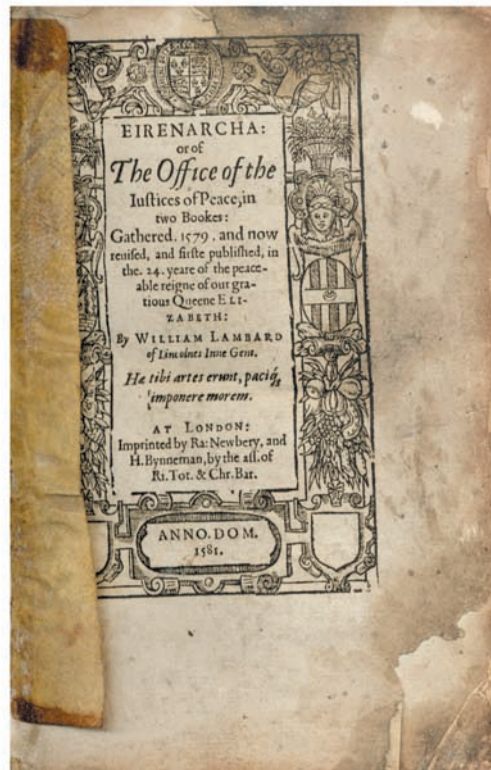 EIRENARCHA:
or of
The Office of the
Iustices of Peace, in
two Bookes:
Gathered. 1579. and now
reuised, and firste published, in
the. 24. yeare of the peace-
able reigne of our gra-
tious Queene ELI-
ZABETH:
By WILLIAM LAMBARD
of Lincolnes Inne Gent.
Hæ tibi artes erunt, paciq́,
imponere morem.
AT LONDON:
Imprinted by Ra: Newbery, and
H. Bynneman, by the ass. of
Ri. Tot. & Chr. Bar.
ANNO. DOM.
1581.